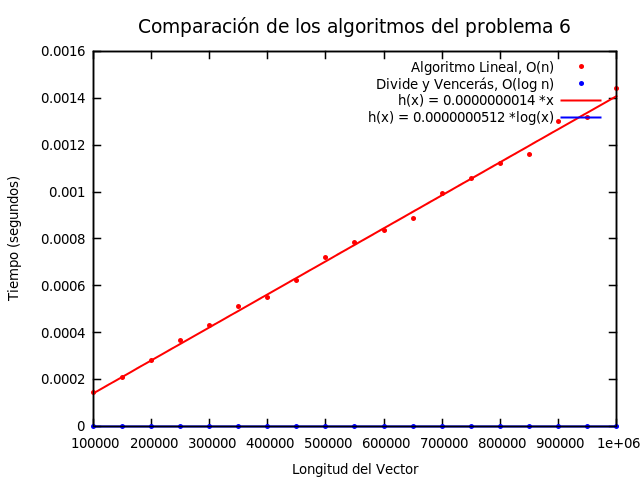 Comparación de los algoritmos del problema 6
Algoritmo Lineal, O(n)
Divide y Vencerás, O(log n)
h(x) = 0.0000000014 *x
h(x) = 0.0000000512 *log(x)
Tiempo (segundos)
0.0016
0.0014
0.0012
0.001
0.0008
0.0006
0.0004
0.0002
0
100000 200000 300000 400000 500000 600000 700000 800000 900000 1e+06
Longitud del Vector